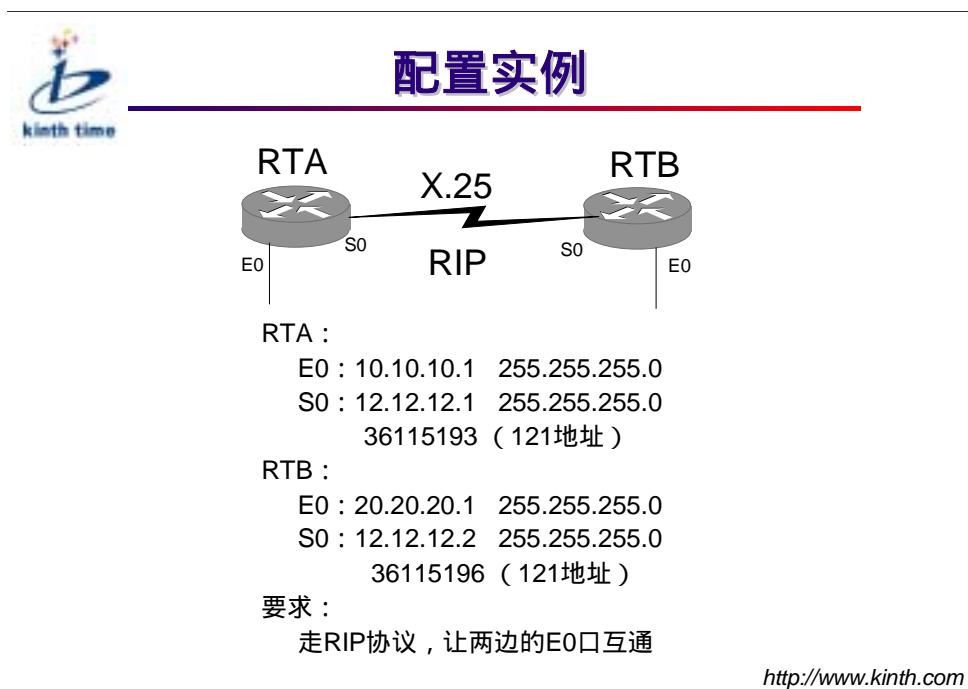 kinth time
配置实例
RTA
RTB
X.25
S0
S0
E0
RIP
E0
RTA：
E0：10.10.10.1 255.255.255.0
S0：12.12.12.1 255.255.255.0
36115193（121地址）
RTB：
E0：20.20.20.1 255.255.255.0
S0：12.12.12.2 255.255.255.0
36115196（121地址）
要求：
走RIP协议，让两边的E0口互通
http://www.kinth.com